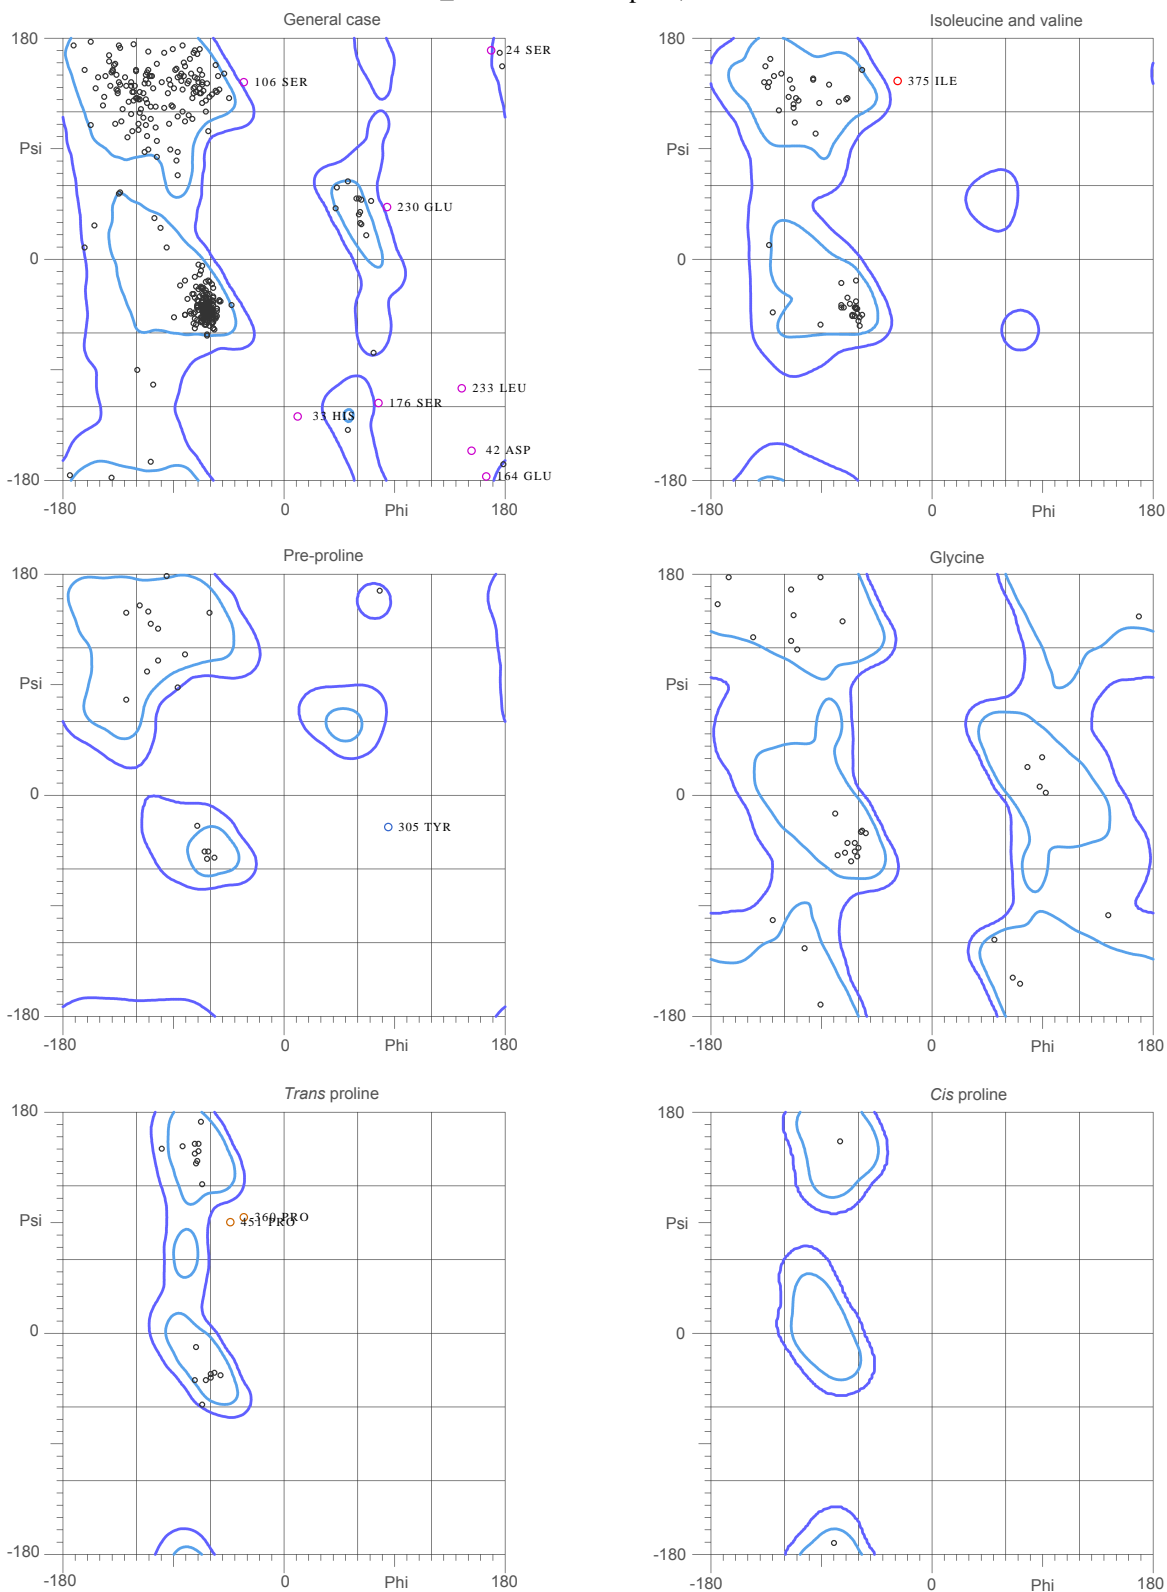 General case
180
Psi
0
-180
-180
0
Phi
180
24 SER
106 SER
230 GLU
233 LEU
176 SER
33 HIS
42 ASP
164 GLU
Isoleucine and valine
180
Psi
0
-180
-180
0
Phi
180
375 ILE
Pre-proline
180
Psi
0
-180
-180
0
Phi
180
305 TYR
Glycine
180
Psi
0
-180
-180
0
Phi
180
Trans proline
180
Psi
0
-180
-180
0
Phi
180
360 PRO
451 PRO
Cis proline
180
Psi
0
-180
-180
0
Phi
180